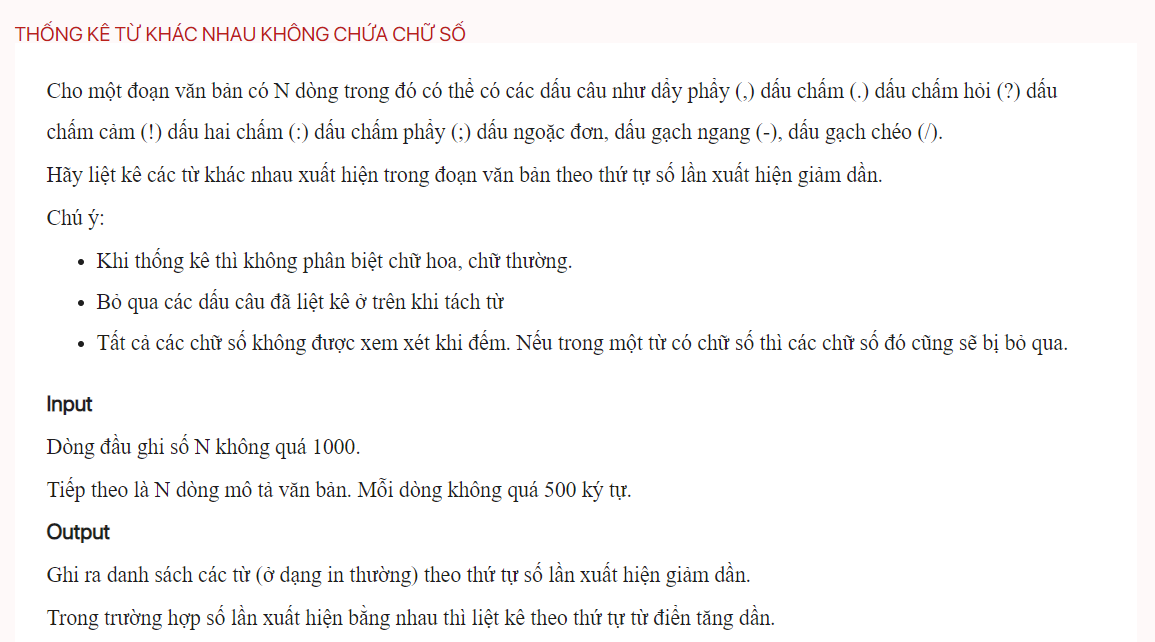 THỐNG KÊ TỪ KHÁC NHAU KHÔNG CHỨA CHỮ SỐ
Cho một đoạn văn bản có N dòng trong đó có thể có các dấu câu như dẩy phẩy (,) dấu chấm (.) dấu chấm hỏi (?) dấu
chấm cảm (!) dấu hai chấm (:) dấu chấm phẩy (;) dấu ngoặc đơn, dấu gạch ngang (-), dấu gạch chéo (/).
Hãy liệt kê các từ khác nhau xuất hiện trong đoạn văn bản theo thứ tự số lần xuất hiện giảm dần.
Chú ý:
• Khi thống kê thì không phân biệt chữ hoa, chữ thường.
• Bỏ qua các dấu câu đã liệt kê ở trên khi tách từ
• Tất cả các chữ số không được xem xét khi đếm. Nếu trong một từ có chữ số thì các chữ số đó cũng sẽ bị bỏ qua.
Input
Dòng đầu ghi số N không quá 1000.
Tiếp theo là N dòng mô tả văn bản. Mỗi dòng không quá 500 ký tự.
Output
Ghi ra danh sách các từ (ở dạng in thường) theo thứ tự số lần xuất hiện giảm dần.
Trong trường hợp số lần xuất hiện bằng nhau thì liệt kê theo thứ tự từ điển tăng dần.